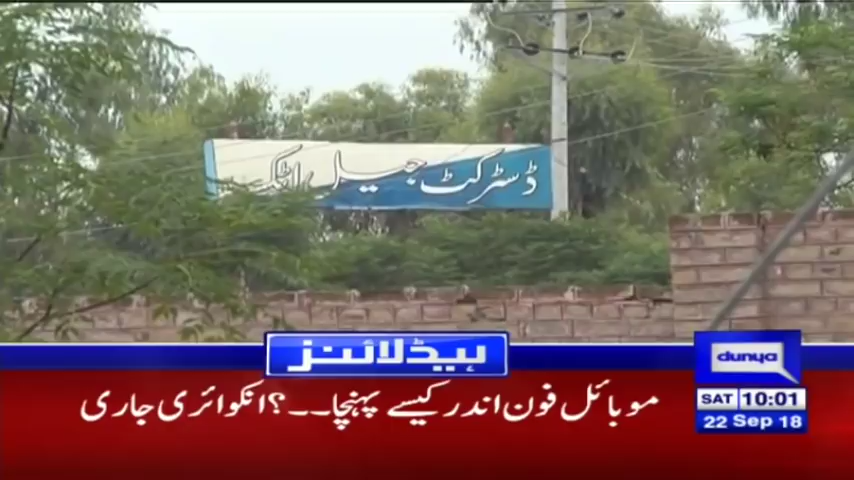 ڈسٹرکٹ جیل اٹک
ہیڈلائنز
dunya
موبائل فون اندر کیسے پہنچا۔۔۔؟ انکوائری جاری
SAT 10:01
22 Sep 18